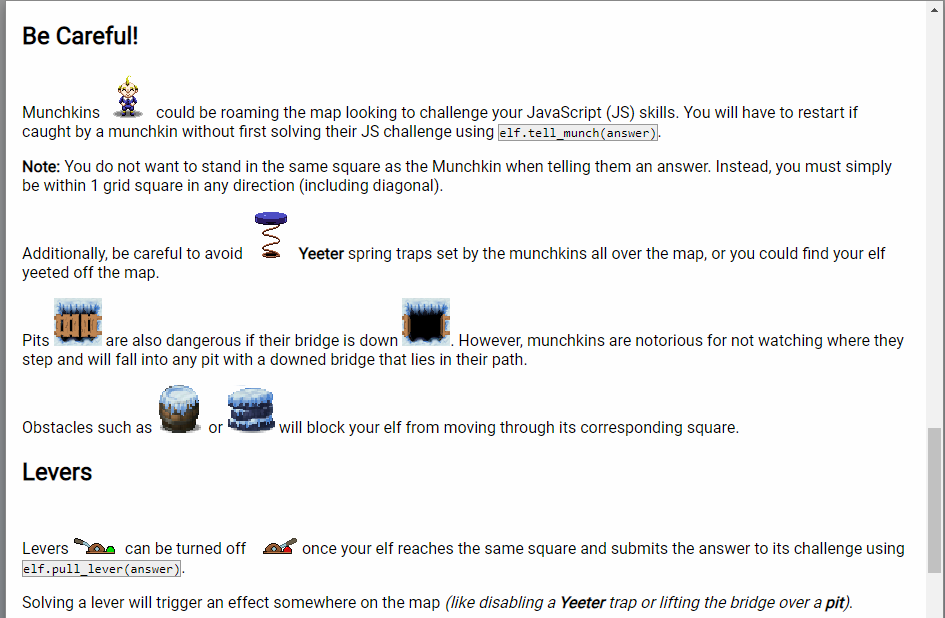 Be Careful!
Munchkins could be roaming the map looking to challenge your JavaScript (JS) skills. You will have to restart if
caught by a munchkin without first solving their JS challenge using elf.tell_munch(answer).
Note: You do not want to stand in the same square as the Munchkin when telling them an answer. Instead, you must simply
be within 1 grid square in any direction (including diagonal).
Additionally, be careful to avoid Yeeter spring traps set by the munchkins all over the map, or you could find your elf
yeeted off the map.
Pits are also dangerous if their bridge is down . However, munchkins are notorious for not watching where they
step and will fall into any pit with a downed bridge that lies in their path.
Obstacles such as or will block your elf from moving through its corresponding square.
Levers
Levers can be turned off once your elf reaches the same square and submits the answer to its challenge using
elf.pull_lever(answer).
Solving a lever will trigger an effect somewhere on the map (like disabling a Yeeter trap or lifting the bridge over a pit).